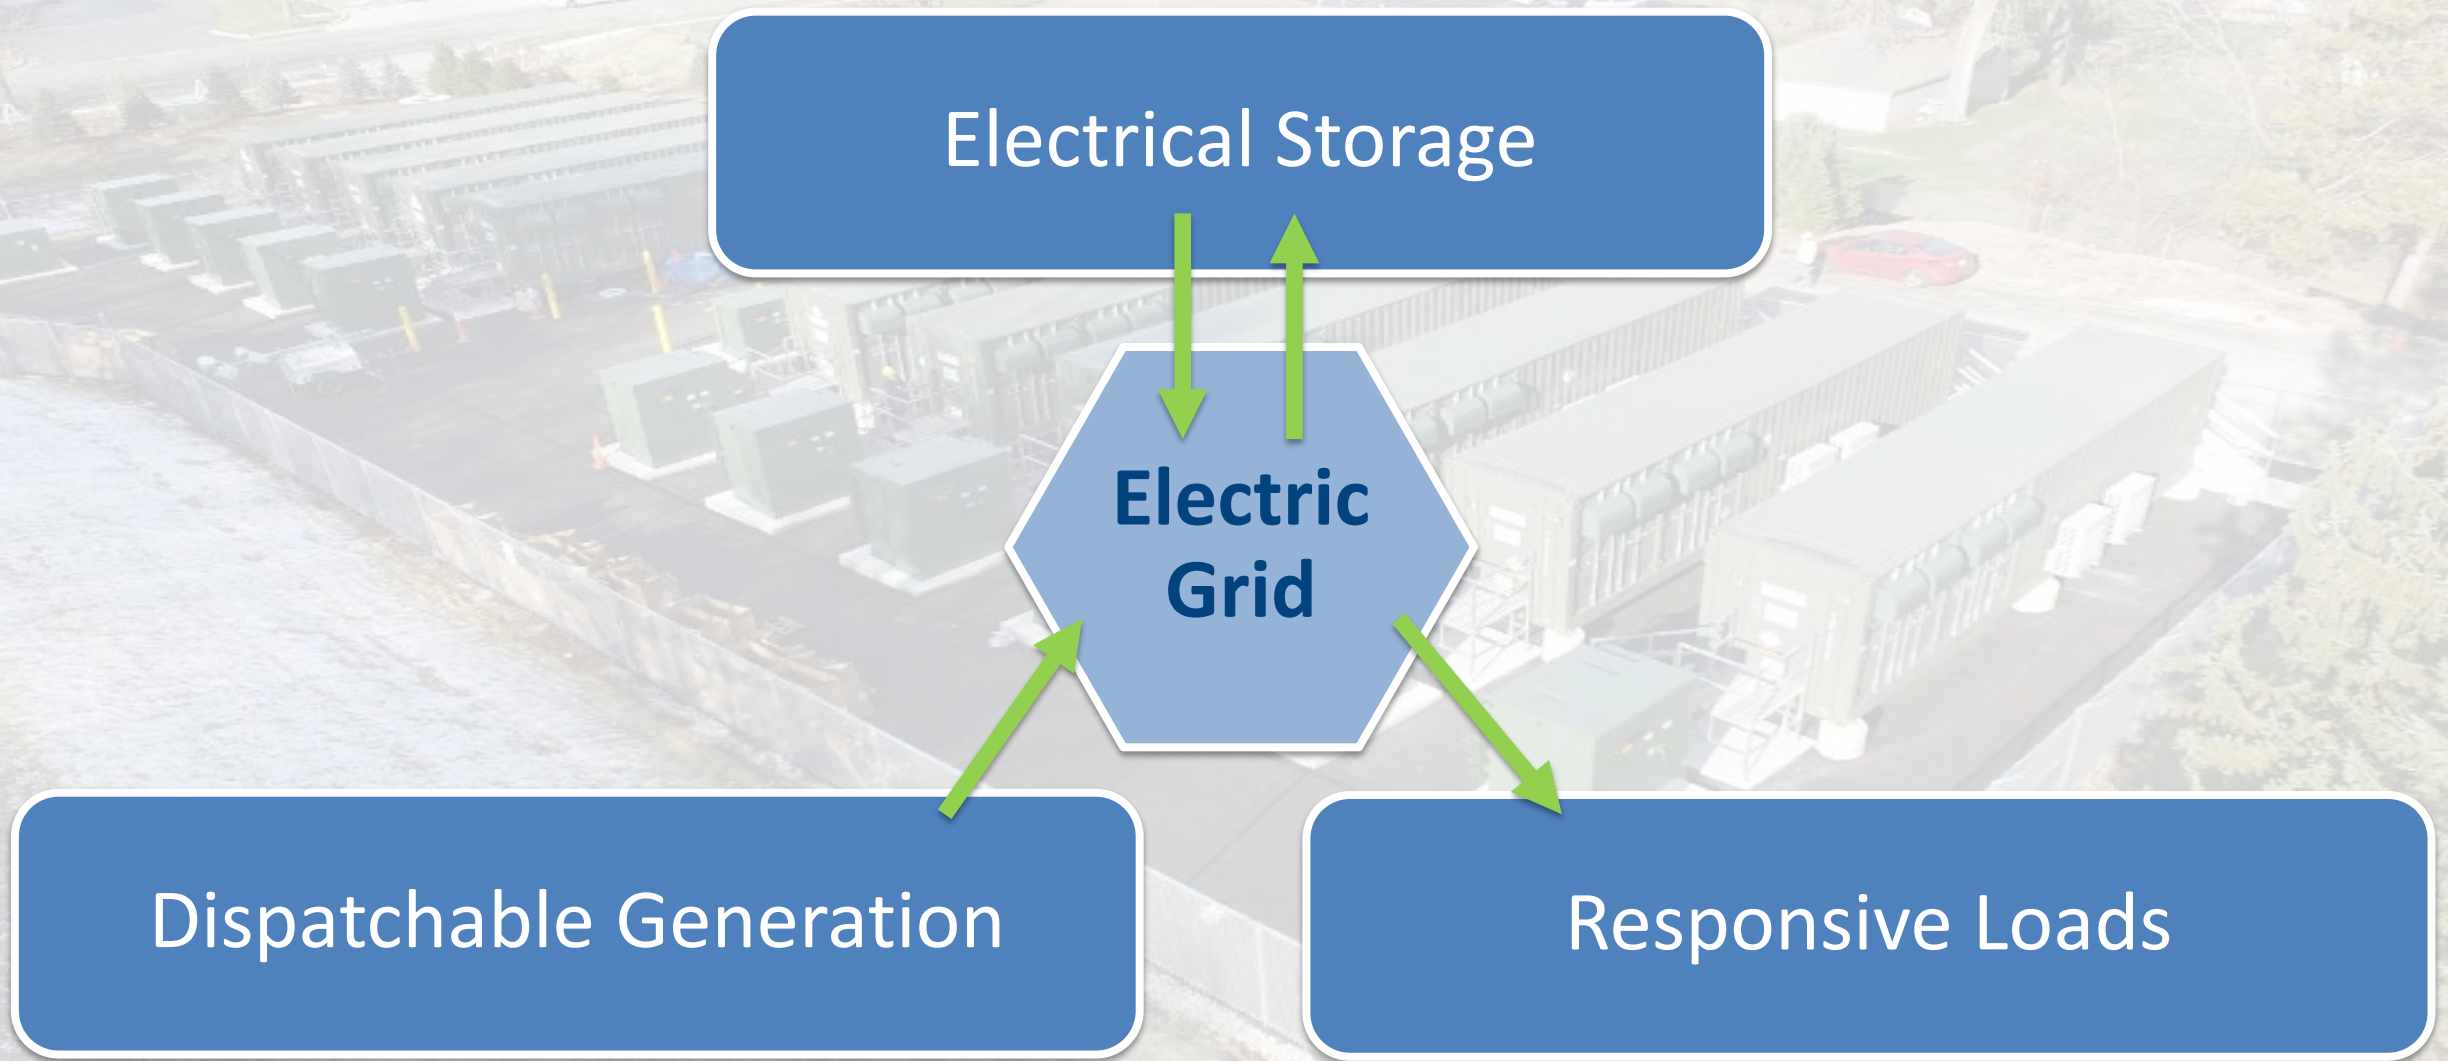 Electrical Storage
Electric
Grid
Dispatchable Generation
Responsive Loads